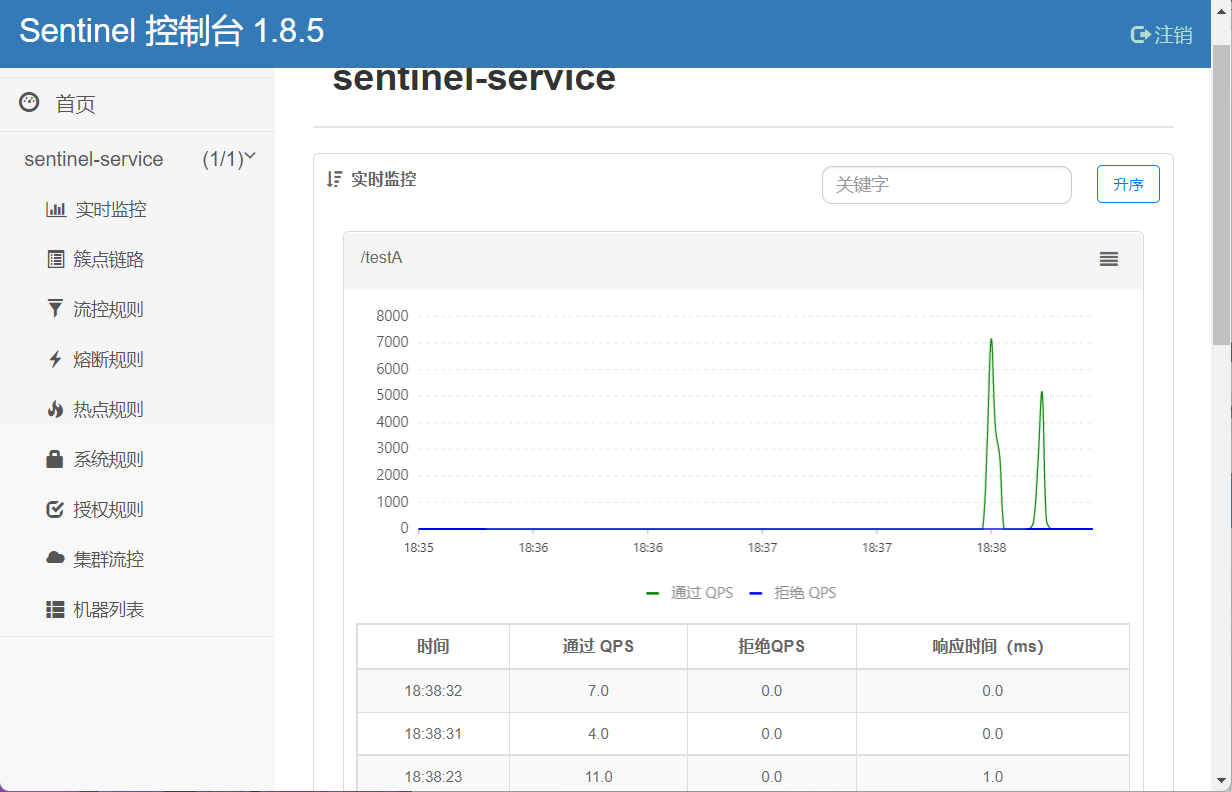 Sentinel 控制台 1.8.5
注销
首页
sentinel-service (1/1)
实时监控
簇点链路
流控规则
熔断规则
热点规则
系统规则
授权规则
集群流控
机器列表
sentinel-service
实时监控
关键字
升序
/testA
8000
7000
6000
5000
4000
3000
2000
1000
0
18:35 18:36 18:36 18:37 18:37 18:38
通过 QPS 拒绝 QPS
时间 通过 QPS 拒绝QPS 响应时间（ms）
18:38:32 7.0 0.0 0.0
18:38:31 4.0 0.0 0.0
18:38:23 11.0 0.0 1.0